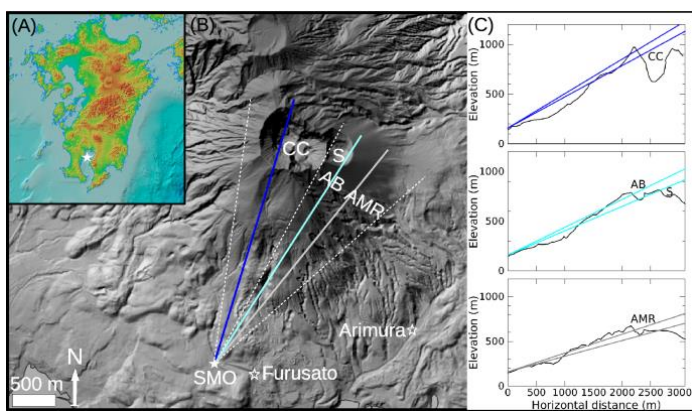 (A)
(B)
CC
S
AB AMR
Arimura
SMO
Furusato
N
500 m
(C)
Elevation (m)
1000
500
0
CC
Elevation (m)
1000
500
0
AB
S
Elevation (m)
1000
500
0
AMR
0 500 1000 1500 2000 2500 3000
Horizontal distance (m)